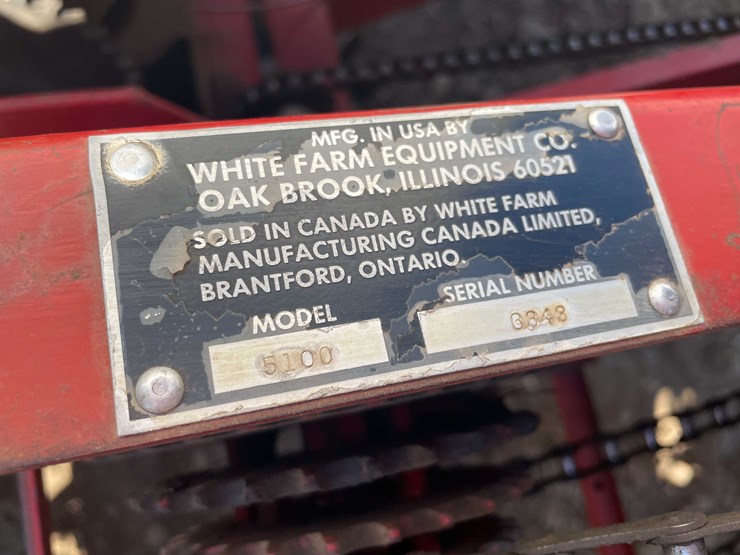 MFG. IN USA BY
WHITE FARM EQUIPMENT CO.
OAK BROOK, ILLINOIS 60521
SOLD IN CANADA BY WHITE FARM
MANUFACTURING CANADA LIMITED,
BRANTFORD, ONTARIO.
MODEL
SERIAL NUMBER
5100